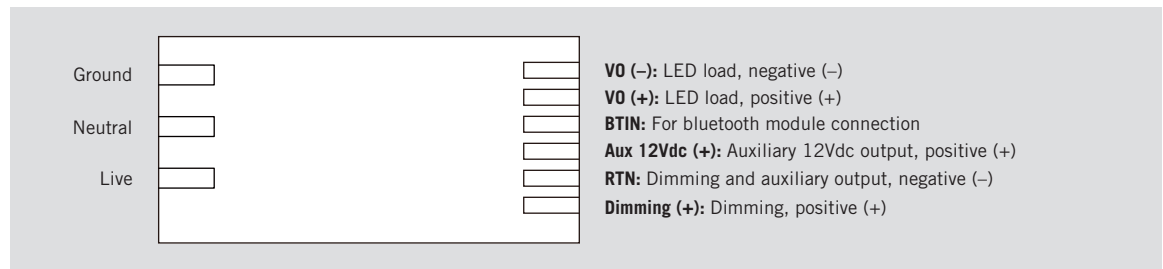 Ground
Neutral
Live
VO (–): LED load, negative (–)
VO (+): LED load, positive (+)
BTIN: For bluetooth module connection
Aux 12Vdc (+): Auxiliary 12Vdc output, positive (+)
RTN: Dimming and auxiliary output, negative (–)
Dimming (+): Dimming, positive (+)